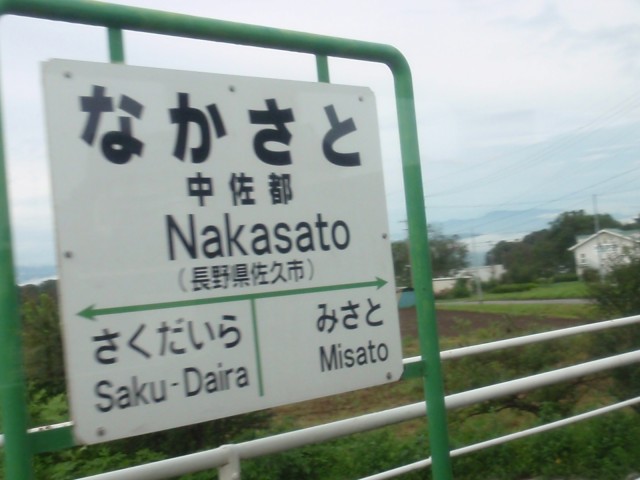 なかさと
中佐都
Nakasato
（長野県佐久市）
さくだいら
Saku-Daira
みさと
Misato